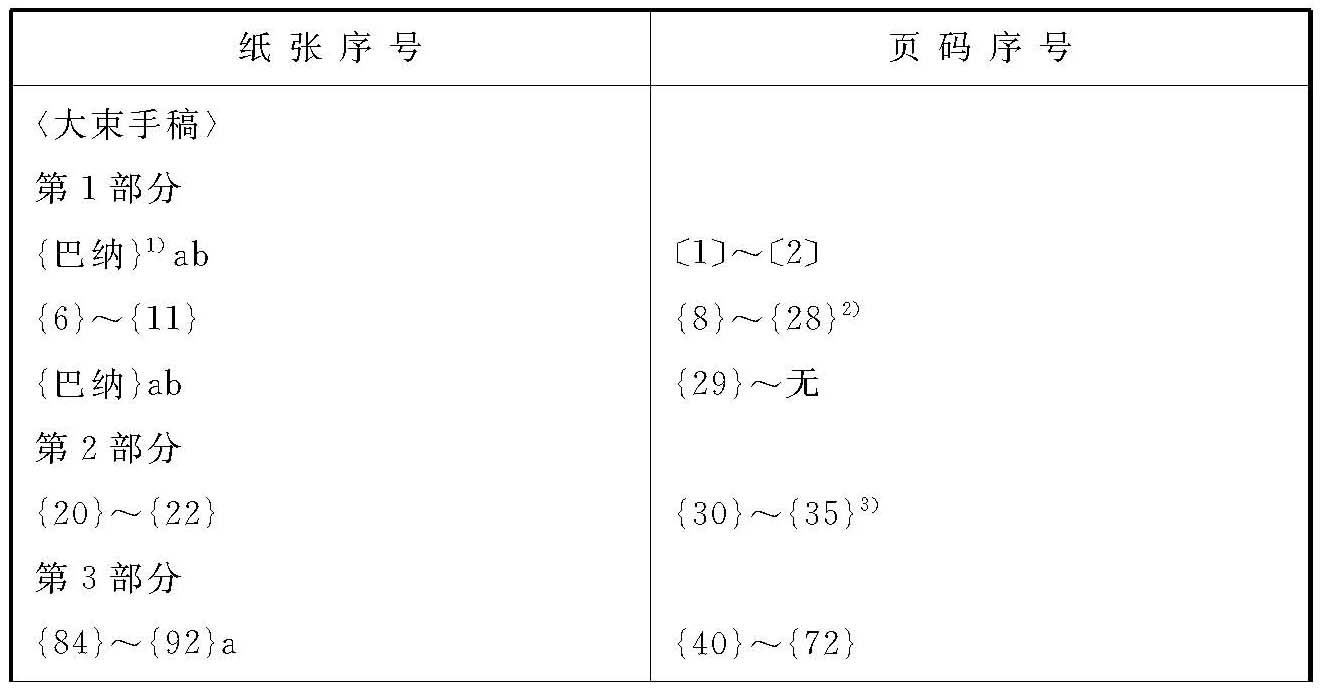 纸张序号 页码序号
〈大束手稿〉
第1部分
{巴纳}1)ab 〔1〕～〔2〕
{6}～{11} {8}～{28}2)
{巴纳}ab {29}～无
第2部分
{20}～{22} {30}～{35}3)
第3部分
{84}～{92}a {40}～{72}